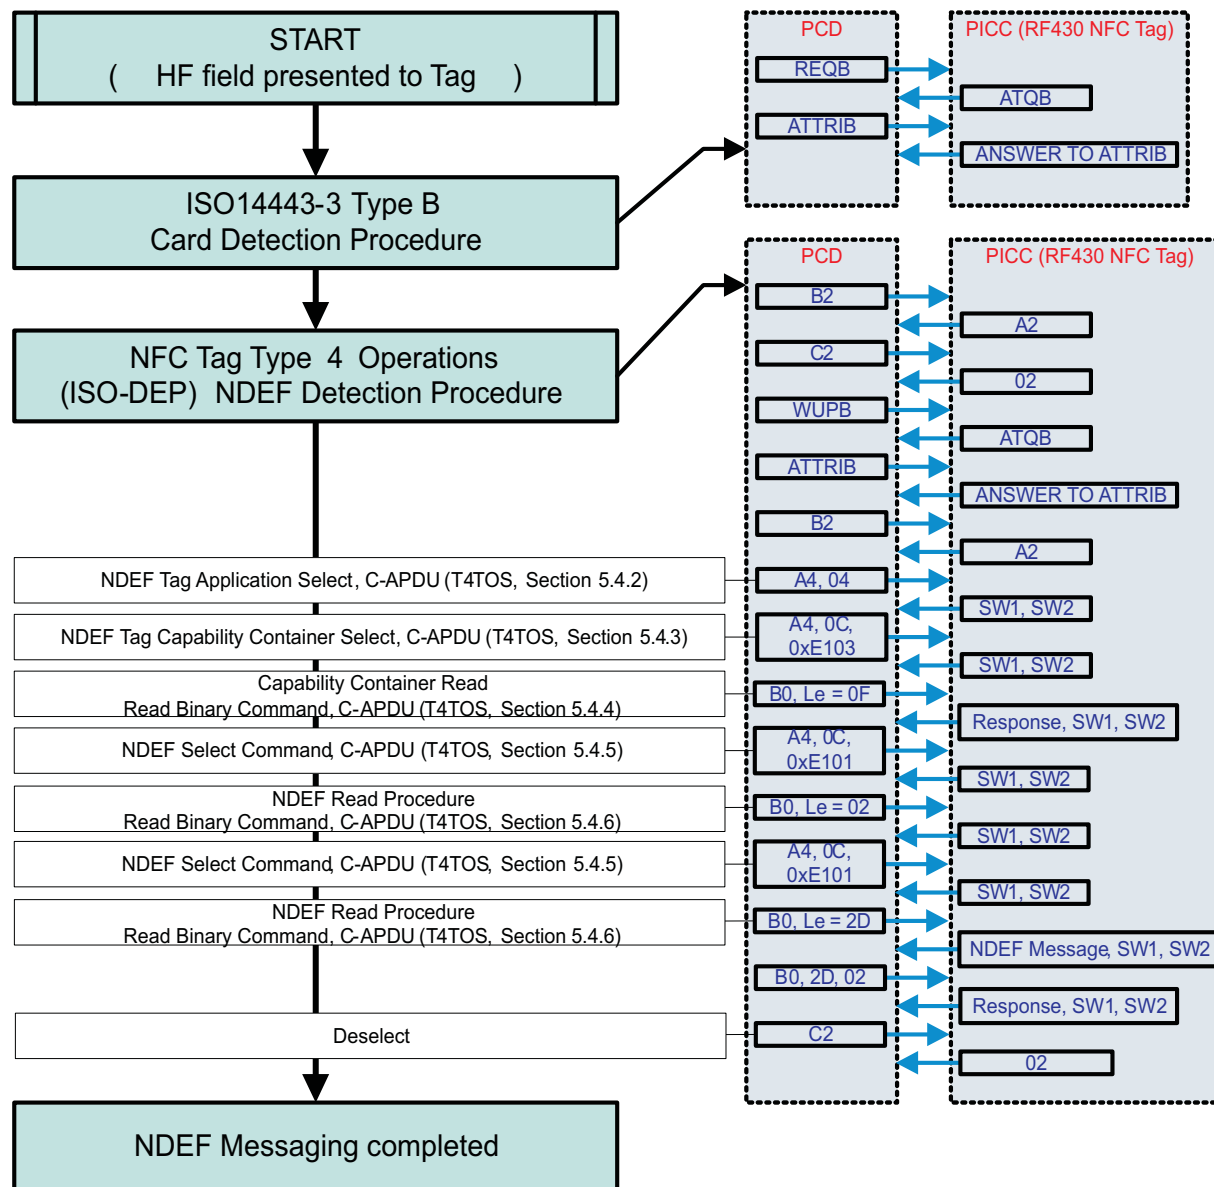 START
( HF field presented to Tag )
ISO14443-3 Type B
Card Detection Procedure
NFC Tag Type 4 Operations
(ISO-DEP) NDEF Detection Procedure
NDEF Tag Application Select, C-APDU (T4TOS, Section 5.4.2)
NDEF Tag Capability Container Select, C-APDU (T4TOS, Section 5.4.3)
Capability Container Read
Read Binary Command, C-APDU (T4TOS, Section 5.4.4)
NDEF Select Command, C-APDU (T4TOS, Section 5.4.5)
NDEF Read Procedure
Read Binary Command, C-APDU (T4TOS, Section 5.4.6)
NDEF Select Command, C-APDU (T4TOS, Section 5.4.5)
NDEF Read Procedure
Read Binary Command, C-APDU (T4TOS, Section 5.4.6)
Deselect
NDEF Messaging completed
PCD
PICC (RF430 NFC Tag)
REQB
ATQB
ATTRIB
ANSWER TO ATTRIB
PCD
PICC (RF430 NFC Tag)
B2
A2
C2
02
WUPB
ATQB
ATTRIB
ANSWER TO ATTRIB
B2
A2
A4, 04
SW1, SW2
A4, 0C,
0xE103
SW1, SW2
B0, Le = 0F
Response, SW1, SW2
A4, 0C,
0xE101
SW1, SW2
B0, Le = 02
SW1, SW2
A4, 0C,
0xE101
SW1, SW2
B0, Le = 2D
NDEF Message, SW1, SW2
B0, 2D, 02
Response, SW1, SW2
C2
02